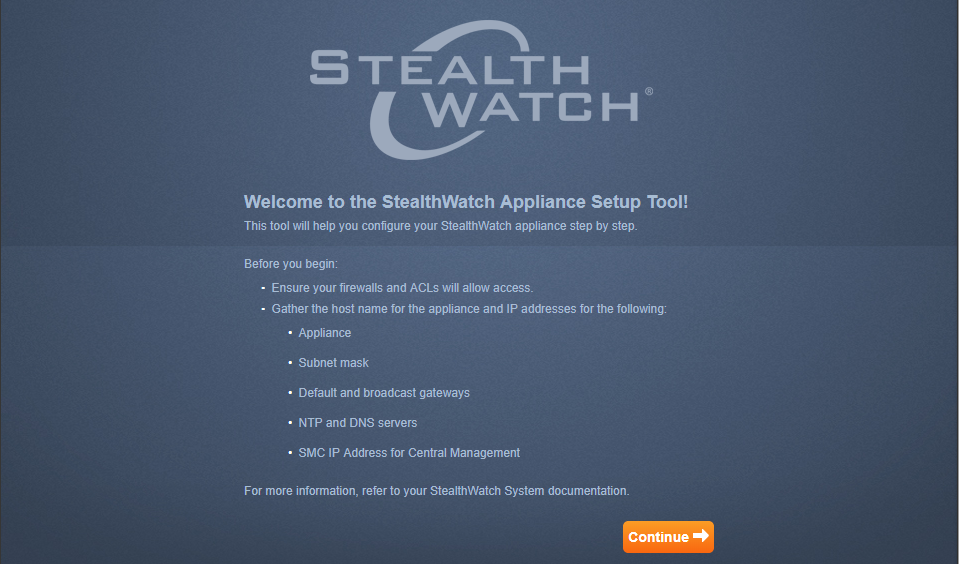 STEALTH
WATCH®
Welcome to the StealthWatch Appliance Setup Tool!
This tool will help you configure your StealthWatch appliance step by step.
Before you begin:
- Ensure your firewalls and ACLs will allow access.
- Gather the host name for the appliance and IP addresses for the following:
• Appliance
• Subnet mask
• Default and broadcast gateways
• NTP and DNS servers
• SMC IP Address for Central Management
For more information, refer to your StealthWatch System documentation.
Continue